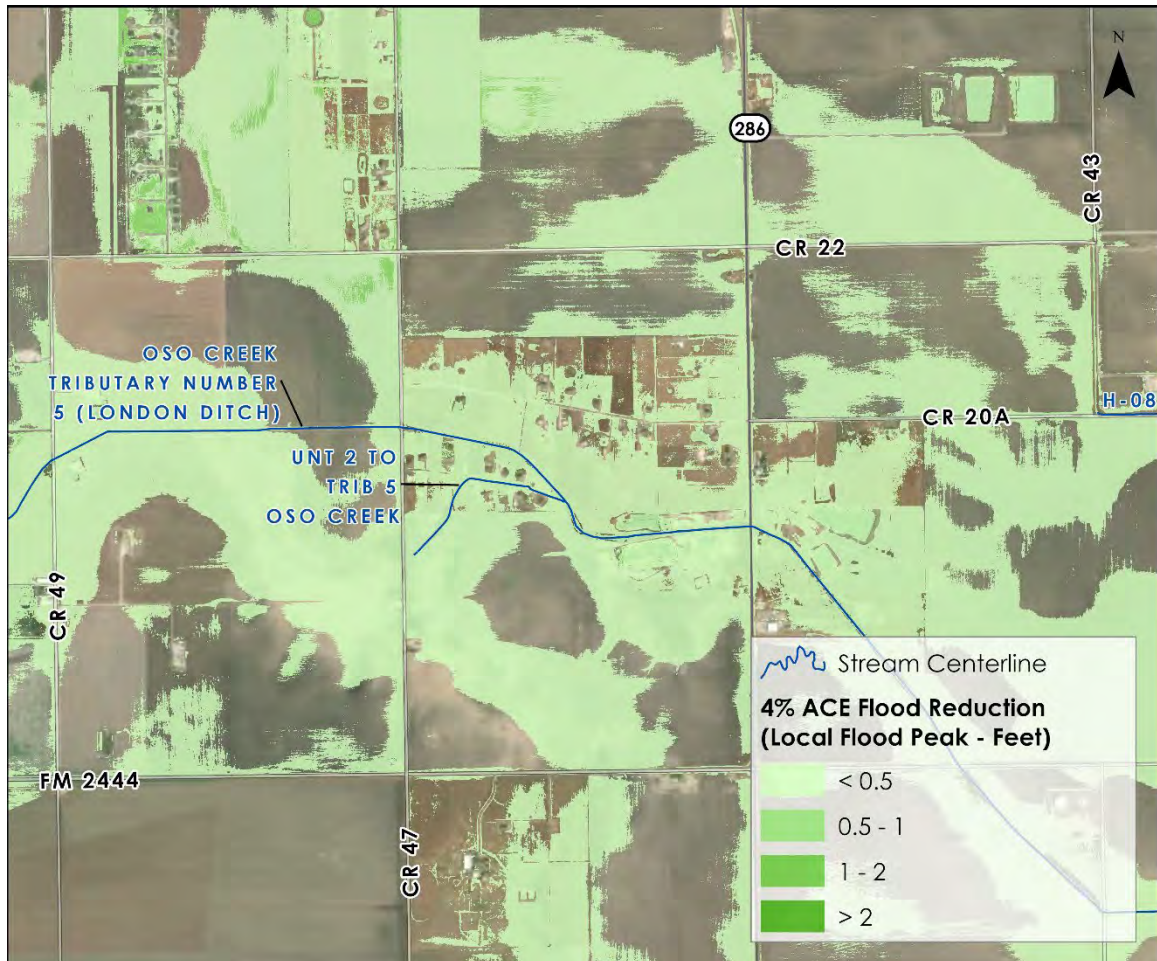 N
286
CR 43
CR 22
OSO CREEK
TRIBUTARY NUMBER
5 (LONDON DITCH)
H-08
CR 20A
UNT 2 TO
TRIB 5
OSO CREEK
CR 49
Stream Centerline
4% ACE Flood Reduction
(Local Flood Peak - Feet)
< 0.5
0.5 - 1
1 - 2
> 2
FM 2444
CR 47